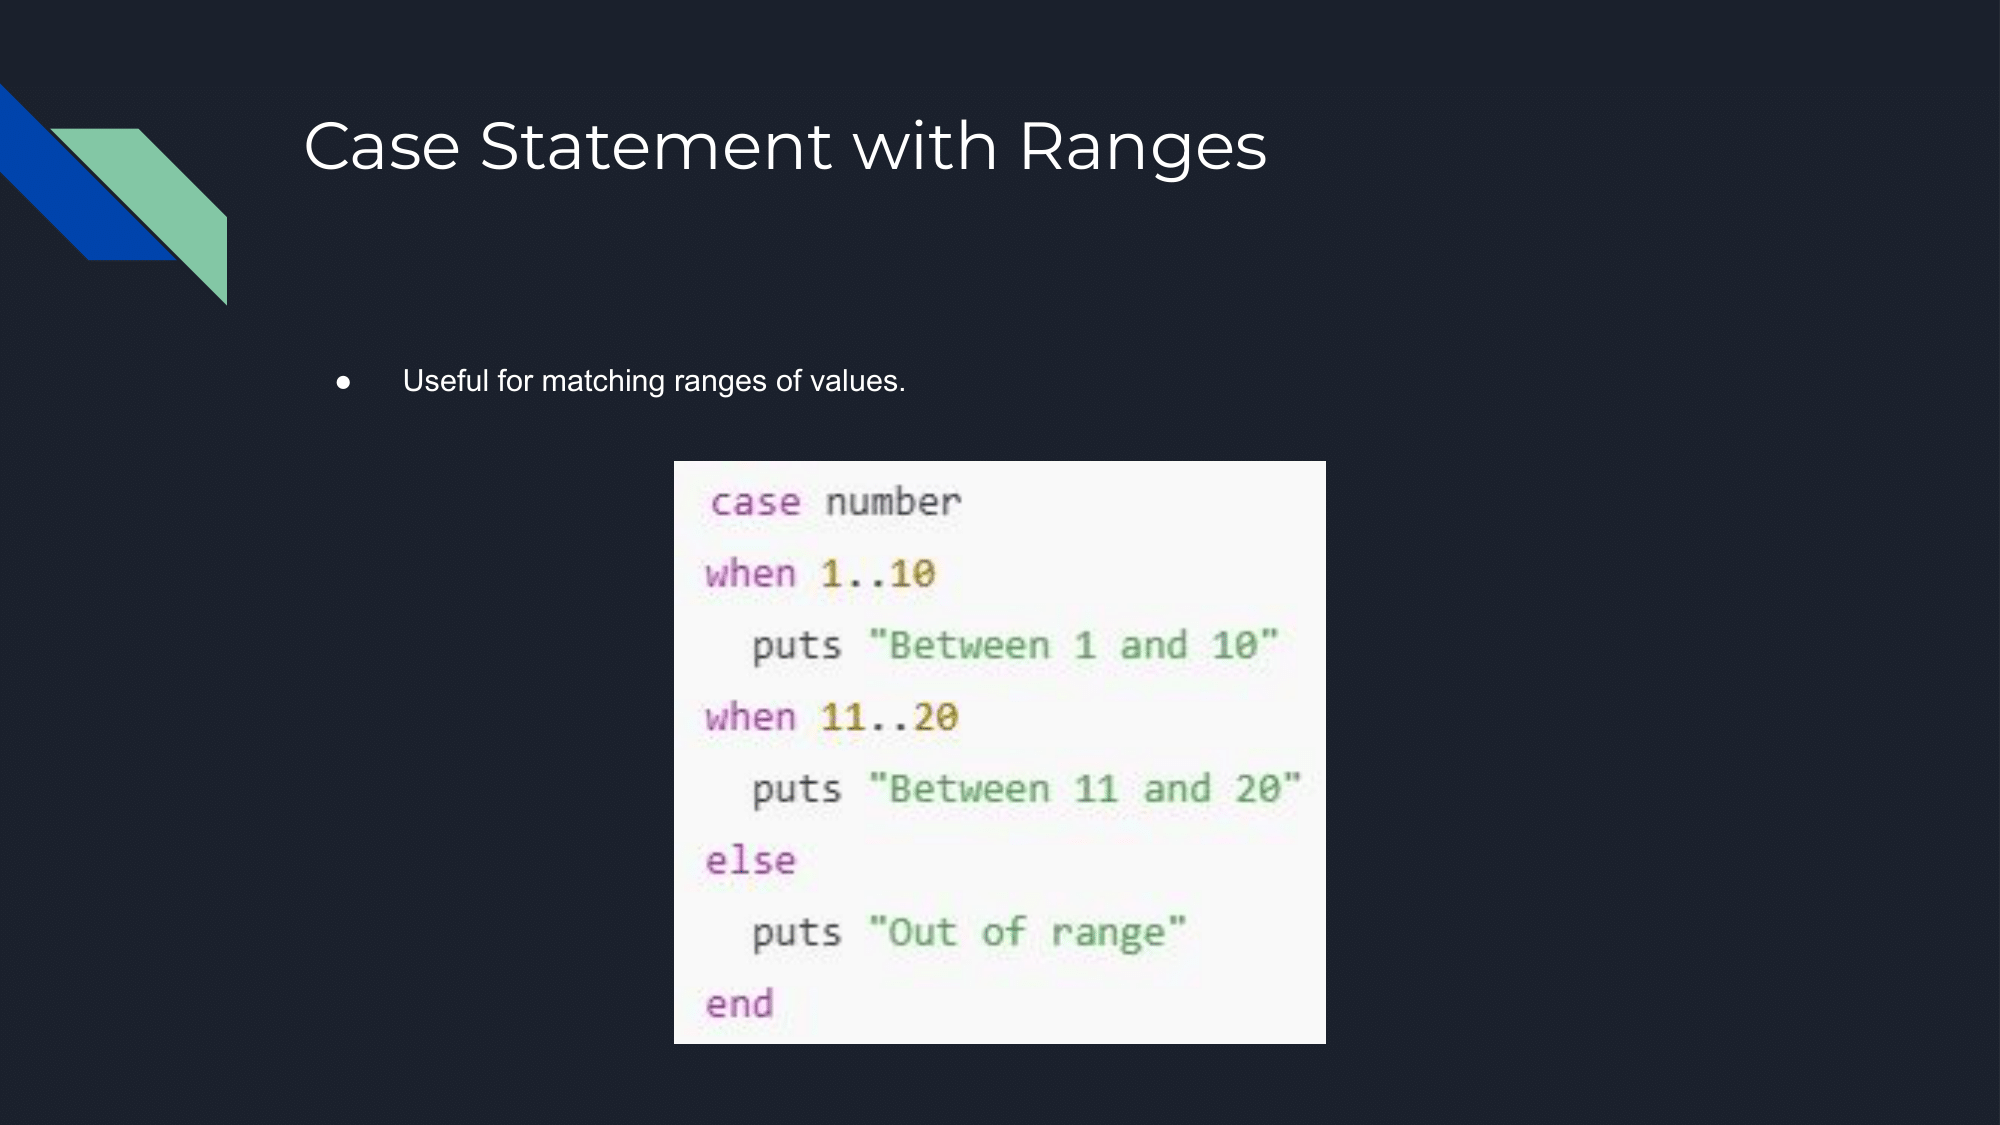 Case Statement with Ranges
● Useful for matching ranges of values.
case number
when 1..10
  puts "Between 1 and 10"
when 11..20
  puts "Between 11 and 20"
else
  puts "Out of range"
end